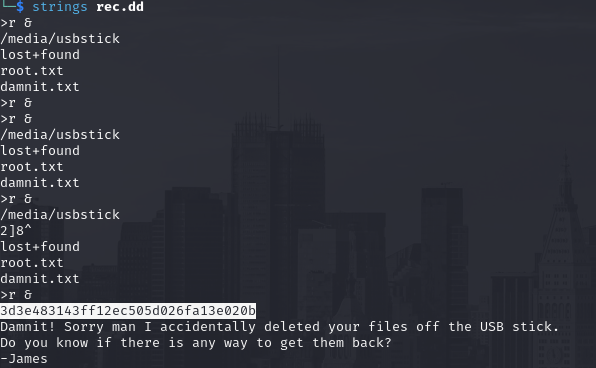 └─$ strings rec.dd
>r &
/media/usbstick
lost+found
root.txt
damnit.txt
>r &
>r &
/media/usbstick
lost+found
root.txt
damnit.txt
>r &
/media/usbstick
2]8^
lost+found
root.txt
damnit.txt
>r &
3d3e483143ff12ec505d026fa13e020b
Damnit! Sorry man I accidentally deleted your files off the USB stick.
Do you know if there is any way to get them back?
-James